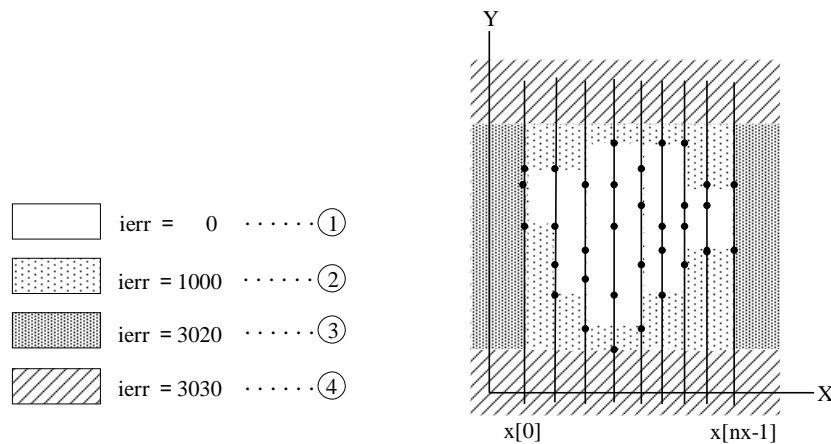 Y
ierr = 0 ······ ①
ierr = 1000 ······ ②
ierr = 3020 ······ ③
ierr = 3030 ······ ④
X
x[0] x[nx-1]